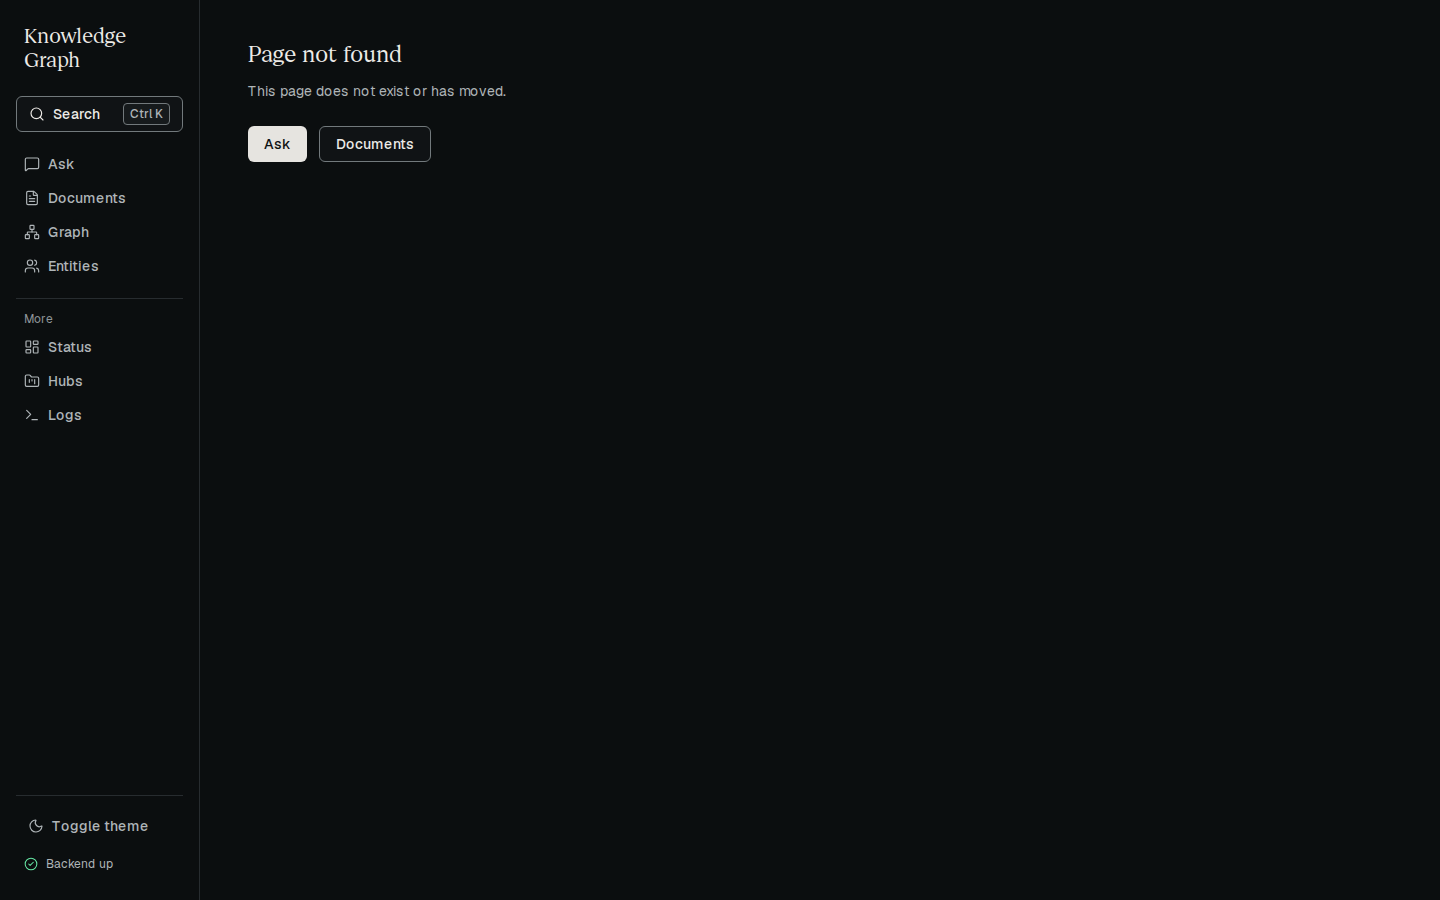 Knowledge
Graph
Search Ctrl K
Ask
Documents
Graph
Entities
More
Status
Hubs
Logs
Toggle theme
Backend up
Page not found
This page does not exist or has moved.
Ask Documents